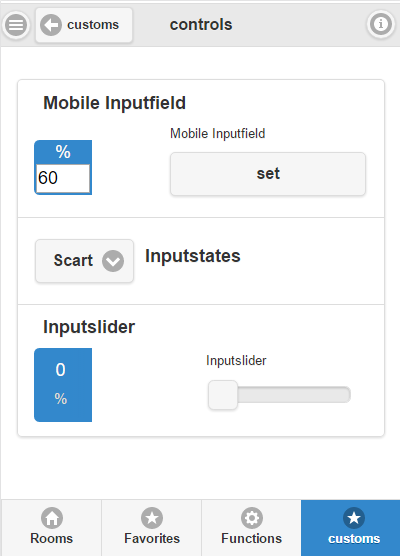 customs
controls
Mobile Inputfield
%
60
Mobile Inputfield
set
Scart
Inputstates
Inputslider
0
%
Inputslider
Rooms
Favorites
Functions
customs